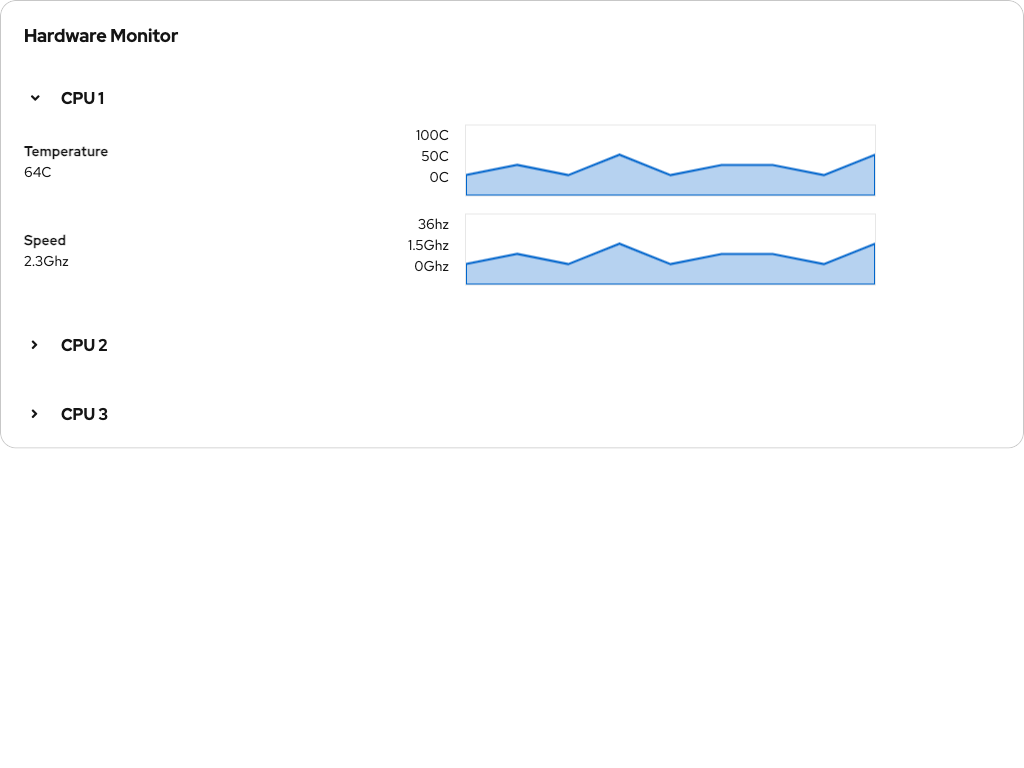 Hardware Monitor
CPU 1
Temperature
64C
100C
50C
0C
Speed
2.3Ghz
36hz
1.5Ghz
0Ghz
CPU 2
CPU 3